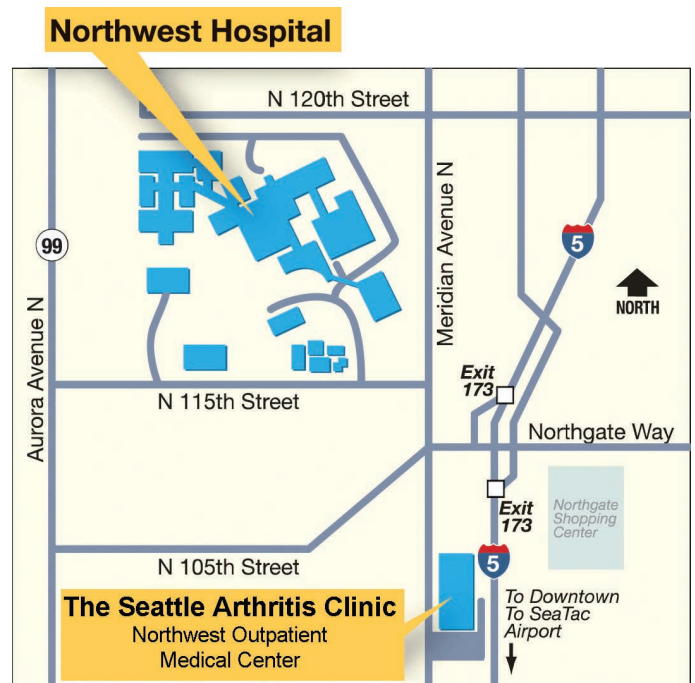 Northwest Hospital
N 120th Street
Meridian Avenue N
99
5
NORTH
Aurora Avenue N
Exit
173
N 115th Street
Northgate Way
Northgate
Shopping
Center
Exit
173
N 105th Street
5
The Seattle Arthritis Clinic
Northwest Outpatient
Medical Center
To Downtown
To SeaTac
Airport